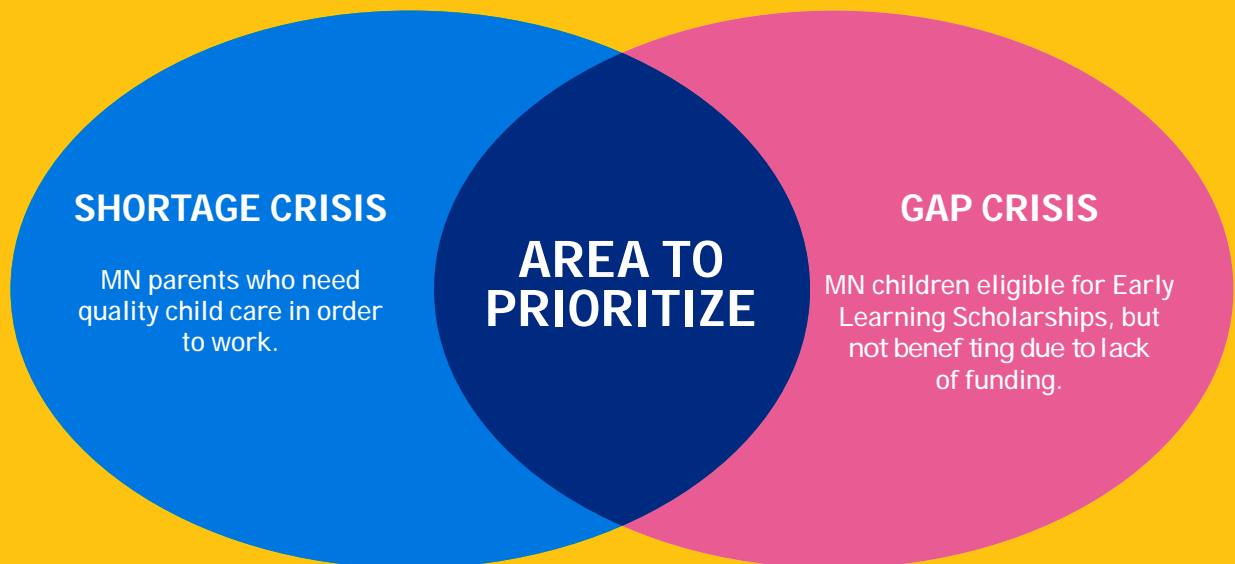 SHORTAGE CRISIS
MN parents who need
quality child care in order
to work.
AREA TO
PRIORITIZE
GAP CRISIS
MN children eligible for Early
Learning Scholarships, but
not benef ting due to lack
of funding.